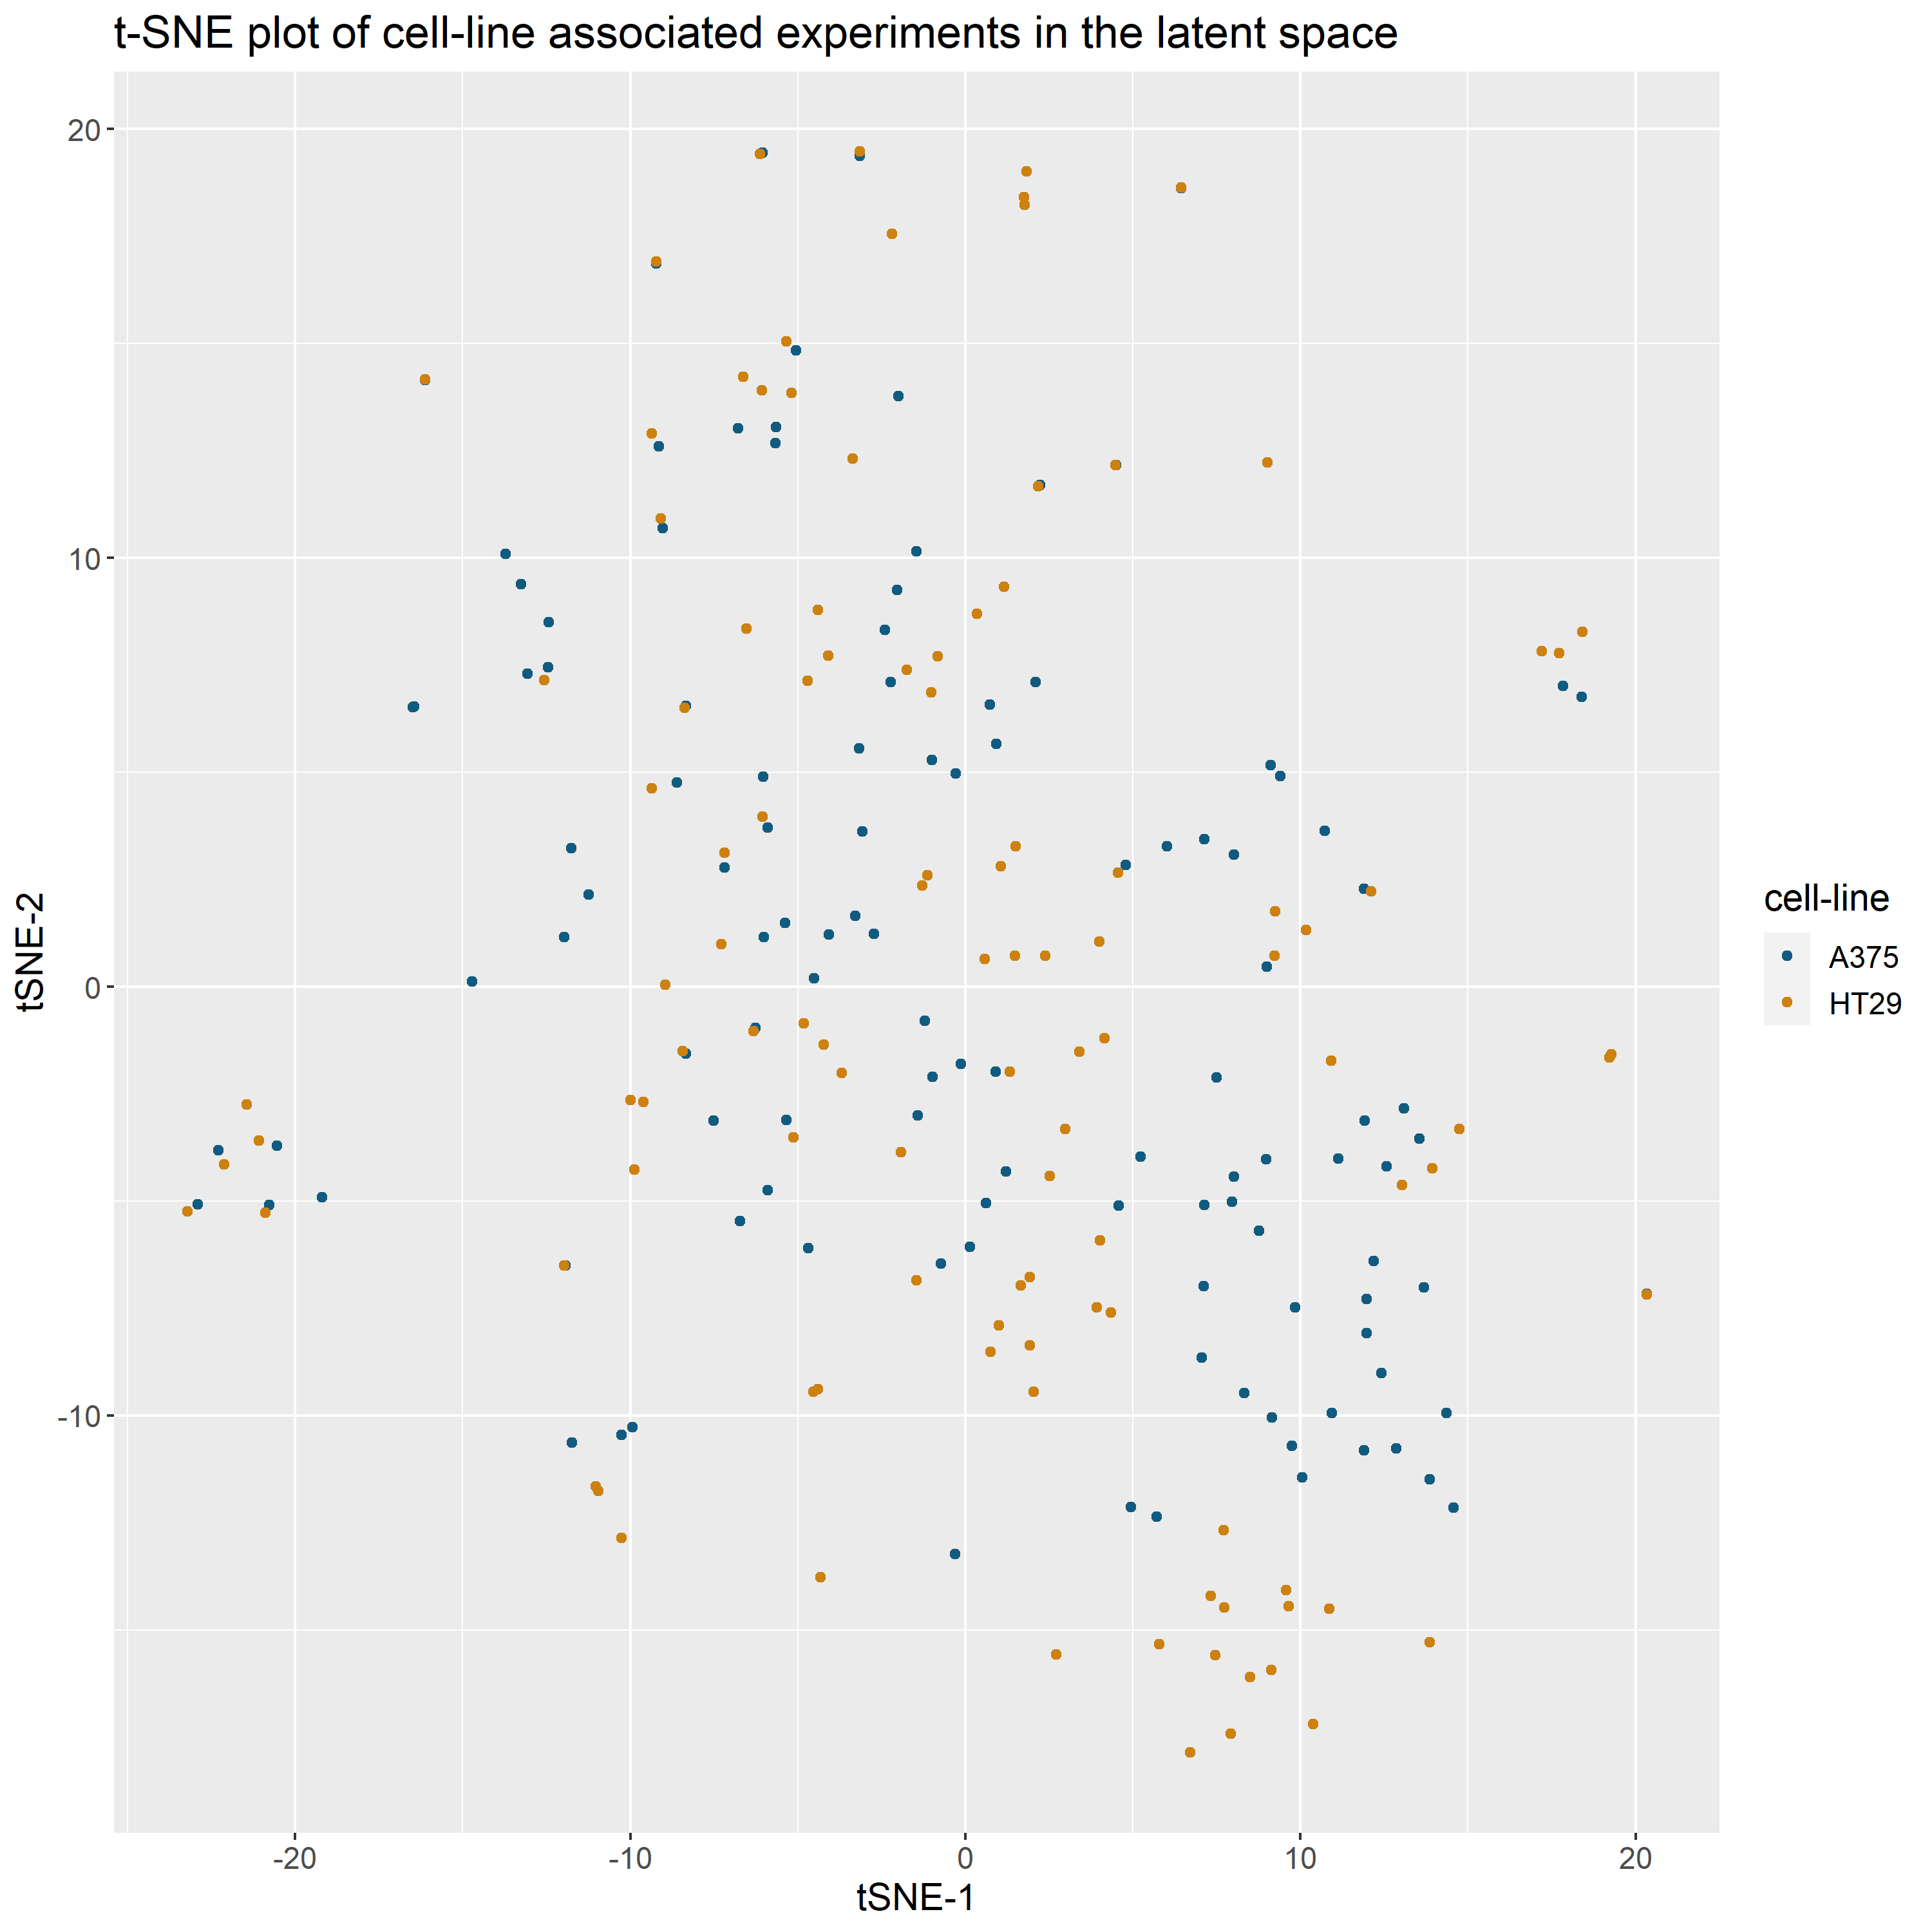 t-SNE plot of cell-line associated experiments in the latent space
20
10
0
-10
tSNE-2
-20
-10
0
10
20
tSNE-1
cell-line
A375
HT29